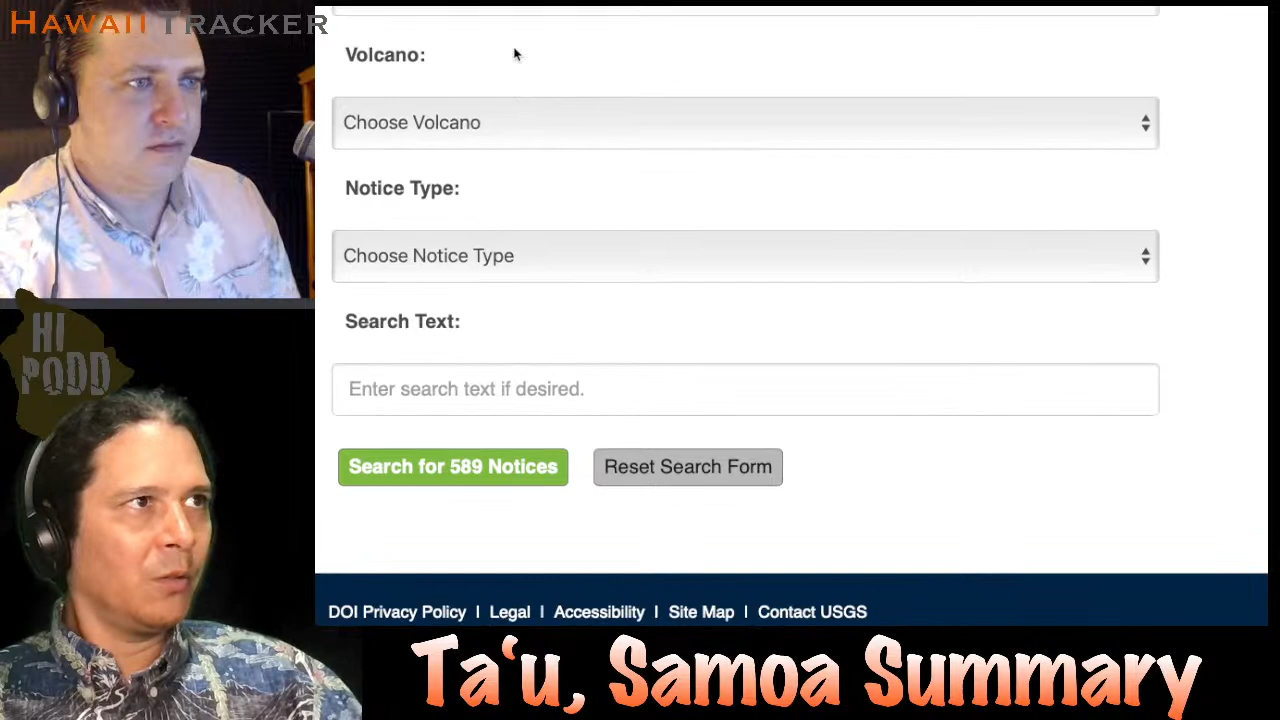 HAWAII TRACKER
Volcano:
Choose Volcano
Notice Type:
Choose Notice Type
Search Text:
Enter search text if desired.
Search for 589 Notices
Reset Search Form
HI
PODD
DOI Privacy Policy | Legal | Accessibility | Site Map | Contact USGS
Taʻu, Samoa Summary